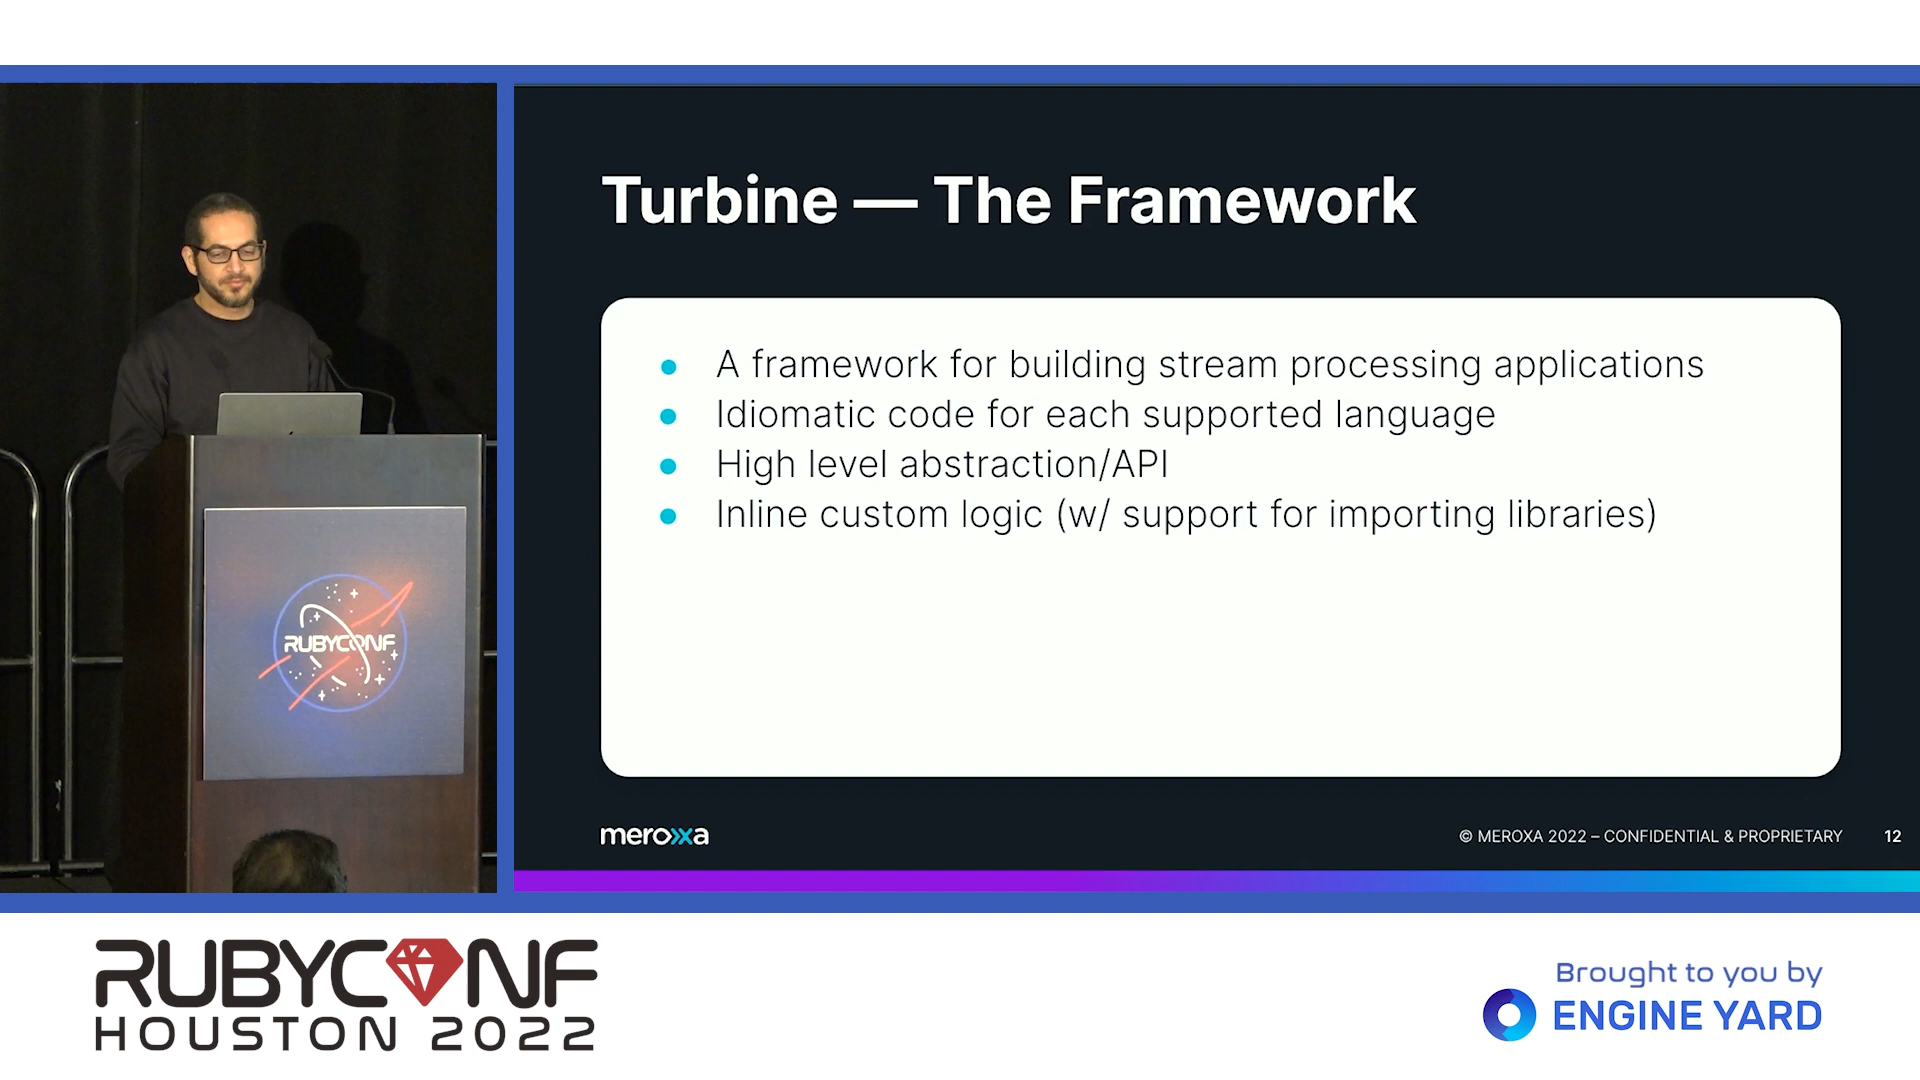 Turbine — The Framework
A framework for building stream processing applications
Idiomatic code for each supported language
High level abstraction/API
Inline custom logic (w/ support for importing libraries)
meroxa
© MEROXA 2022 – CONFIDENTIAL & PROPRIETARY 12
RUBYCONF
RUBYCONF
HOUSTON 2022
Brought to you by
ENGINE YARD